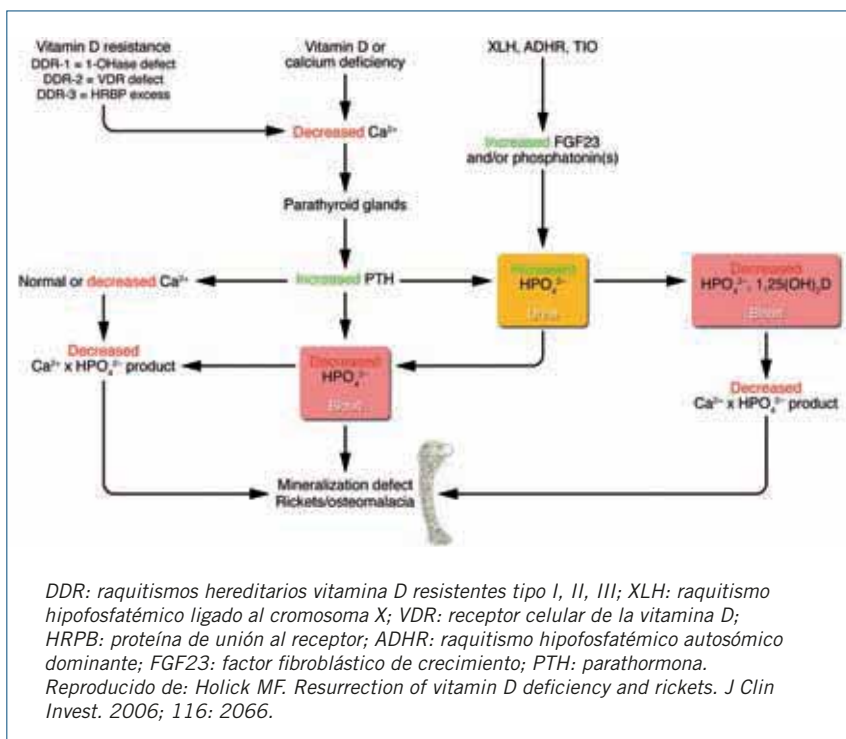 Vitamin D resistance
DDR-1 = 1-OHase defect
DDR-2 = VDR defect
DDR-3 = HRBP excess
Vitamin D or
calcium deficiency
XLH, ADHR, TIO
Decreased Ca²⁺
Increased FGF23
and/or phosphatonin(s)
Parathyroid glands
Normal or decreased Ca²⁺
Increased PTH
Increased
HPO₄²⁻
Urine
Decreased
HPO₄²⁻, 1,25(OH)₂D
Blood
Decreased
Ca²⁺ x HPO₄²⁻ product
Decreased
HPO₄²⁻
Blood
Decreased
Ca²⁺ x HPO₄²⁻ product
Mineralization defect
Rickets/osteomalacia
DDR: raquitismos hereditarios vitamina D resistentes tipo I, II, III; XLH: raquitismo
hipofosfatémico ligado al cromosoma X; VDR: receptor celular de la vitamina D;
HRPB: proteína de unión al receptor; ADHR: raquitismo hipofosfatémico autosómico
dominante; FGF23: factor fibroblástico de crecimiento; PTH: parathormona.
Reproducido de: Holick MF. Resurrection of vitamin D deficiency and rickets. J Clin
Invest. 2006; 116: 2066.